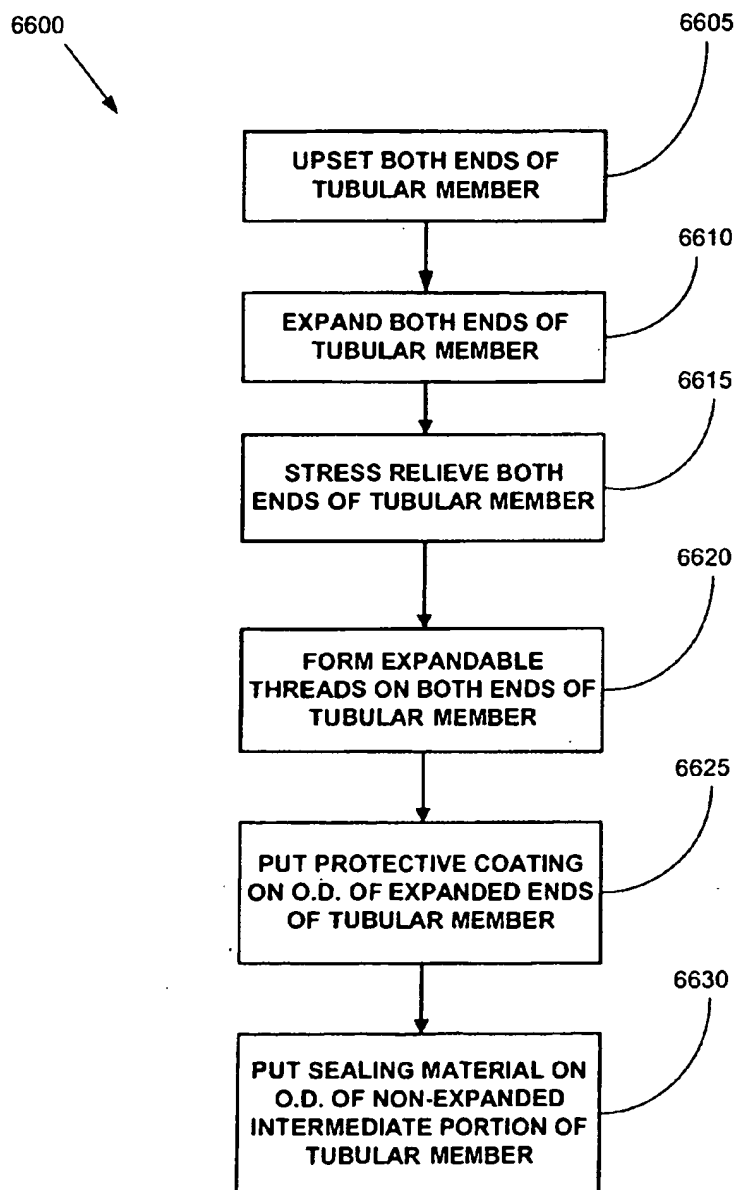 6600
6605
UPSET BOTH ENDS OF
TUBULAR MEMBER
6610
EXPAND BOTH ENDS OF
TUBULAR MEMBER
6615
STRESS RELIEVE BOTH
ENDS OF TUBULAR MEMBER
6620
FORM EXPANDABLE
THREADS ON BOTH ENDS OF
TUBULAR MEMBER
6625
PUT PROTECTIVE COATING
ON O.D. OF EXPANDED ENDS
OF TUBULAR MEMBER
6630
PUT SEALING MATERIAL ON
O.D. OF NON-EXPANDED
INTERMEDIATE PORTION OF
TUBULAR MEMBER